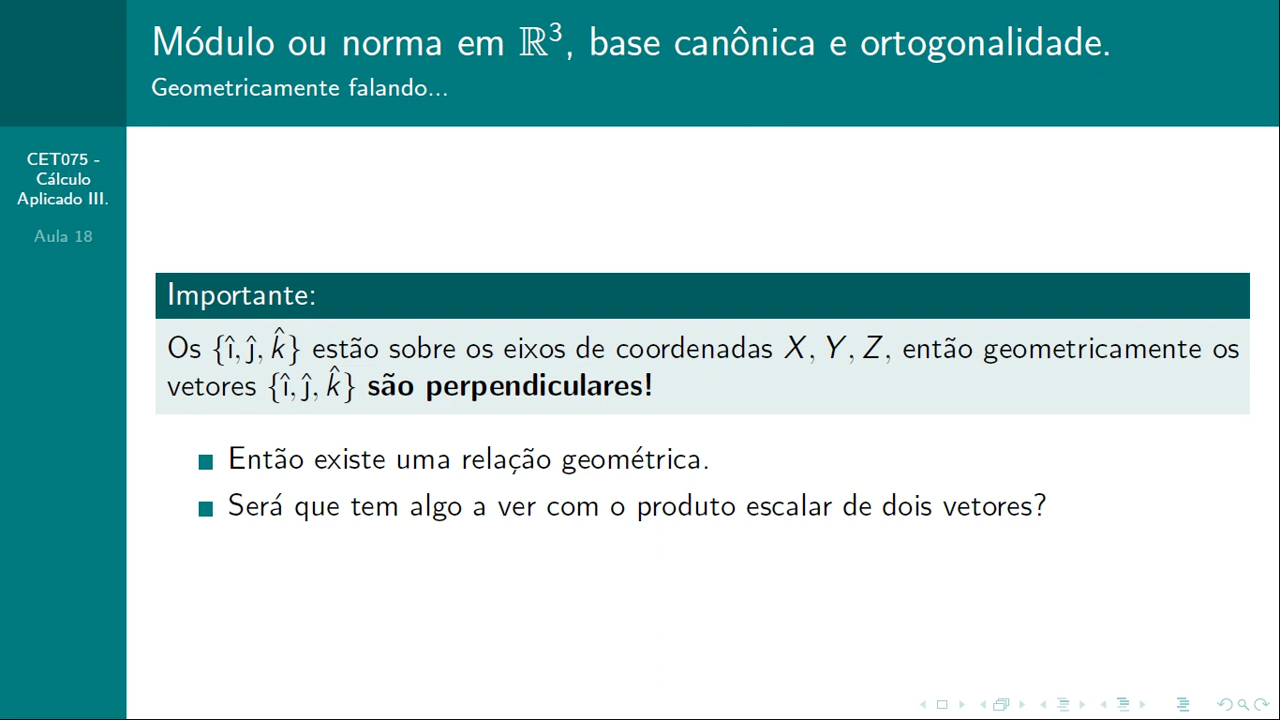 Módulo ou norma em ℝ³, base canônica e ortogonalidade.
Geometricamente falando...
CET075 -
Cálculo
Aplicado III.
Aula 18
Importante:
Os {î, ĵ, k̂} estão sobre os eixos de coordenadas X, Y, Z, então geometricamente os
vetores {î, ĵ, k̂} são perpendiculares!
Então existe uma relação geométrica.
Será que tem algo a ver com o produto escalar de dois vetores?